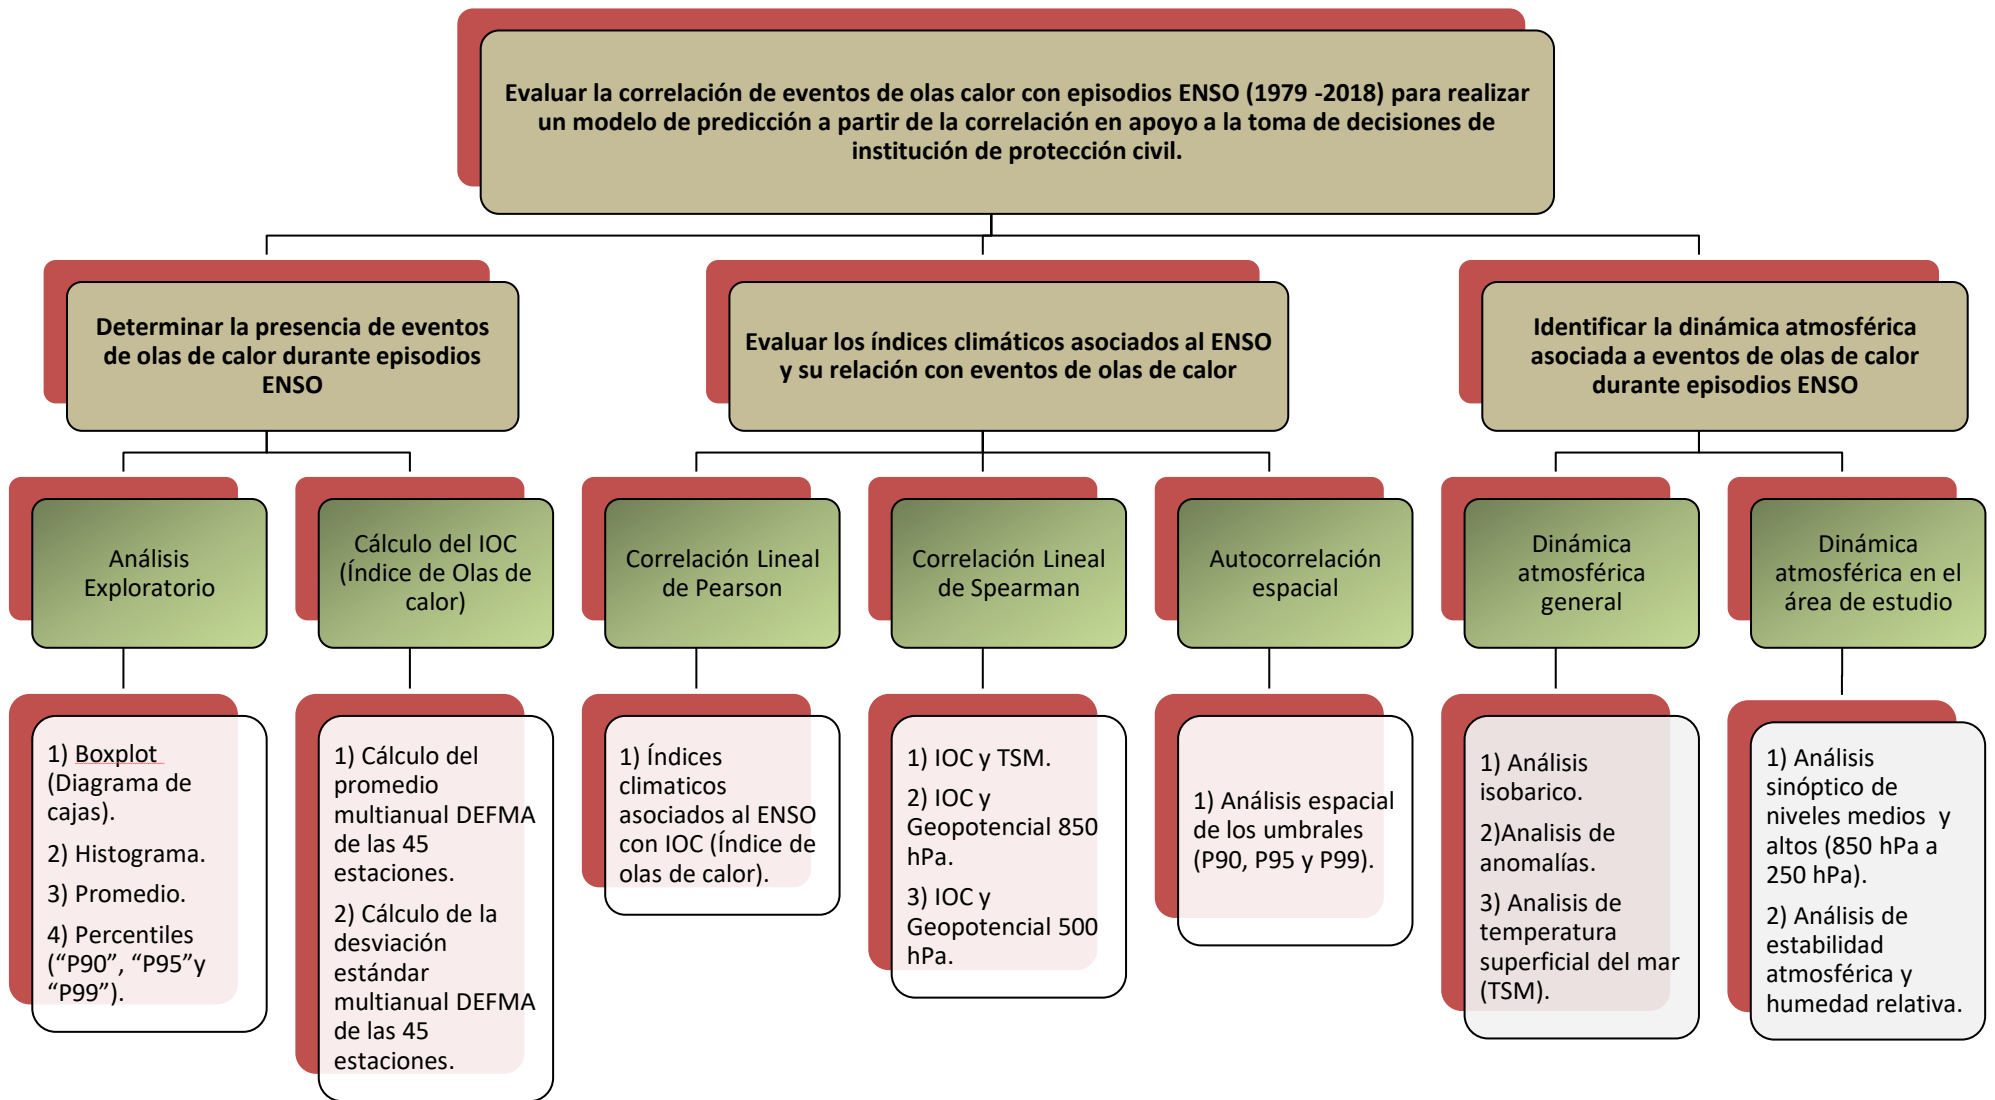 Evaluar la correlación de eventos de olas calor con episodios ENSO (1979 -2018) para realizar
un modelo de predicción a partir de la correlación en apoyo a la toma de decisiones de
institución de protección civil.
Determinar la presencia de eventos
de olas de calor durante episodios
ENSO
Evaluar los índices climáticos asociados al ENSO
y su relación con eventos de olas de calor
Identificar la dinámica atmosférica
asociada a eventos de olas de calor
durante episodios ENSO
Análisis
Exploratorio
Cálculo del IOC
(Índice de Olas de
calor)
Correlación Lineal
de Pearson
Correlación Lineal
de Spearman
Autocorrelación
espacial
Dinámica
atmosférica
general
Dinámica
atmosférica en el
área de estudio
1) Boxplot
(Diagrama de
cajas).
2) Histograma.
3) Promedio.
4) Percentiles
(“P90”, “P95”y
“P99”).
1) Cálculo del
promedio
multianual DEFMA
de las 45
estaciones.
2) Cálculo de la
desviación
estándar
multianual DEFMA
de las 45
estaciones.
1) Índices
climaticos
asociados al ENSO
con IOC (Índice de
olas de calor).
1) IOC y TSM.
2) IOC y
Geopotencial 850
hPa.
3) IOC y
Geopotencial 500
hPa.
1) Análisis espacial
de los umbrales
(P90, P95 y P99).
1) Análisis
isobarico.
2)Analisis de
anomalías.
3) Analisis de
temperatura
superficial del mar
(TSM).
1) Análisis
sinóptico de
niveles medios y
altos (850 hPa a
250 hPa).
2) Análisis de
estabilidad
atmosférica y
humedad relativa.